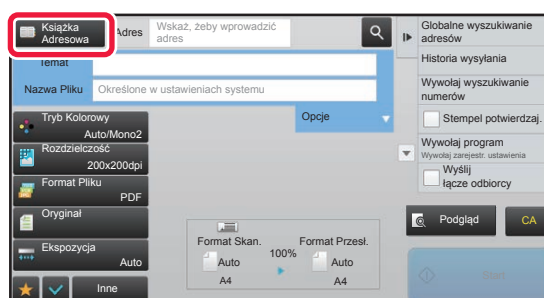 Książka
Adresowa
Adres
Wskaż, żeby wprowadzić
adres
Temat
Nazwa Pliku
Określone w ustawieniach systemu
Opcje
Tryb Kolorowy
Auto/Mono2
Rozdzielczość
200x200dpi
Format Pliku
PDF
Oryginał
Ekspozycja
Auto
Inne
Format Skan.
100%
Format Przesł.
Auto
A4
Auto
A4
Globalne wyszukiwanie
adresów
Historia wysyłania
Wywołaj wyszukiwanie
numerów
Stempel potwierdzaj.
Wywołaj program
Wywołaj zarejestr. ustawienia
Wyślij
łącze odbiorcy
Podgląd
CA
Start